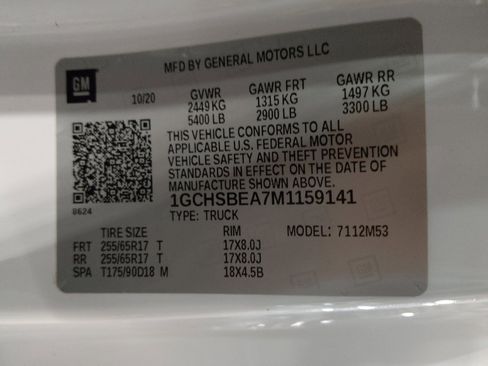 MFD BY GENERAL MOTORS LLC
GM
10/20 GVWR GAWR FRT GAWR RR
2449 KG 1315 KG 1497 KG
5400 LB 2900 LB 3300 LB
THIS VEHICLE CONFORMS TO ALL
APPLICABLE U.S. FEDERAL MOTOR
VEHICLE SAFETY AND THEFT PREVENTION
STANDARDS IN EFFECT ON THE DATE OF
MANUFACTURE SHOWN ABOVE.
8624 1GCHSBEA7M1159141
TYPE: TRUCK
TIRE SIZE RIM MODEL: 7112M53
FRT 255/65R17 T 17X8.0J
RR 255/65R17 T 17X8.0J
SPA T175/90D18 M 18X4.5B